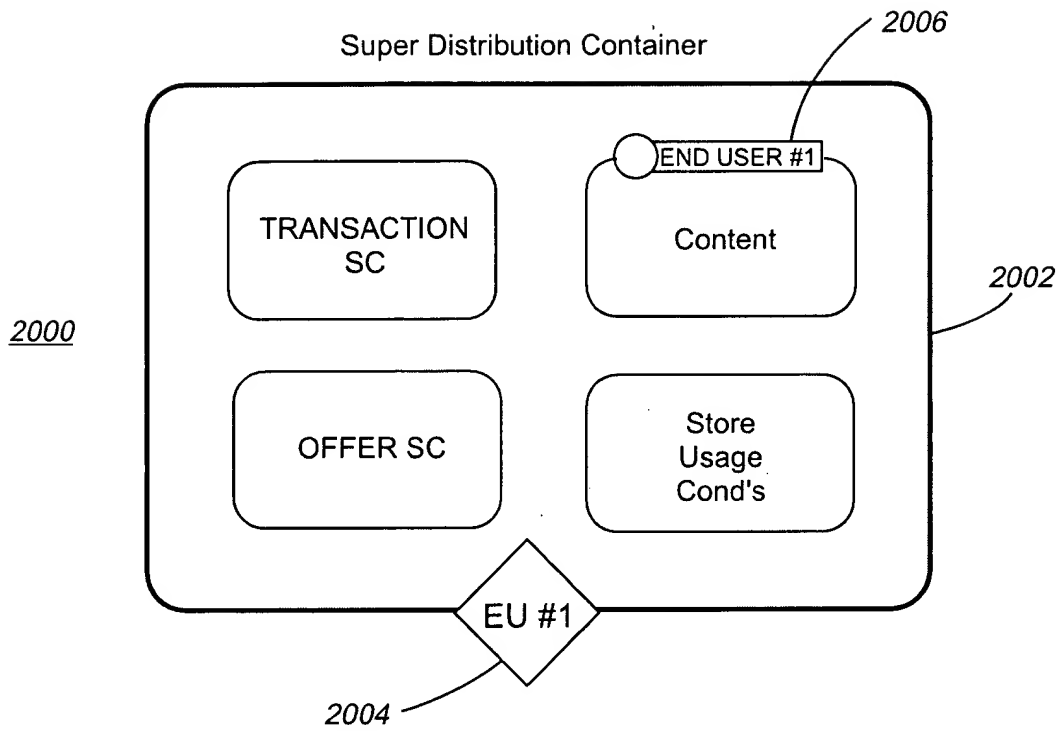 2006
Super Distribution Container
END USER #1
TRANSACTION
SC
Content
2002
2000
OFFER SC
Store
Usage
Cond's
EU #1
2004